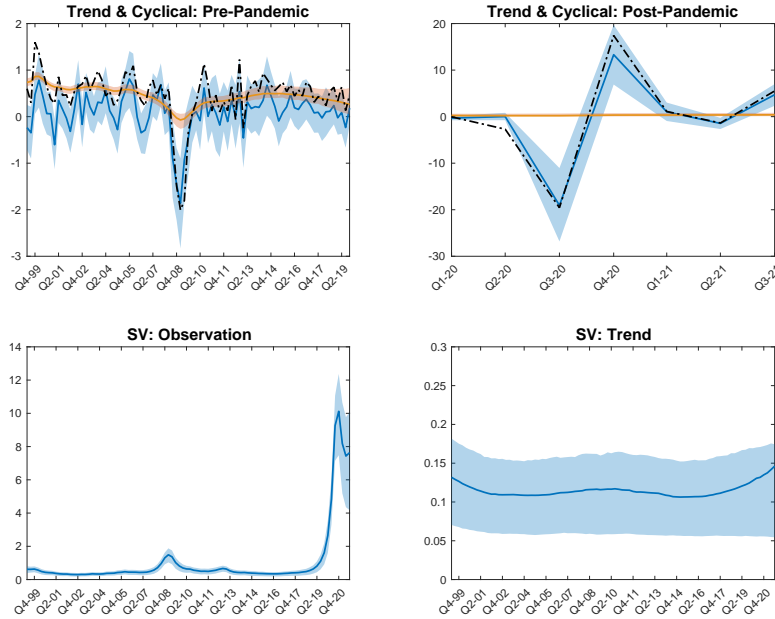 Trend & Cyclical: Pre-Pandemic
2
1
0
-1
-2
-3
Q4-99
Q2-01
Q4-02
Q2-04
Q4-05
Q2-07
Q4-08
Q2-10
Q4-11
Q2-13
Q4-14
Q2-16
Q4-17
Q2-19
Trend & Cyclical: Post-Pandemic
20
10
0
-10
-20
-30
Q1-20
Q2-20
Q3-20
Q4-20
Q1-21
Q2-21
Q3-21
SV: Observation
14
12
10
8
6
4
2
0
Q4-99
Q2-01
Q4-02
Q2-04
Q4-05
Q2-07
Q4-08
Q2-10
Q4-11
Q2-13
Q4-14
Q2-16
Q4-17
Q2-19
Q4-20
SV: Trend
0.3
0.25
0.2
0.15
0.1
0.05
0
Q4-99
Q2-01
Q4-02
Q2-04
Q4-05
Q2-07
Q4-08
Q2-10
Q4-11
Q2-13
Q4-14
Q2-16
Q4-17
Q2-19
Q4-20